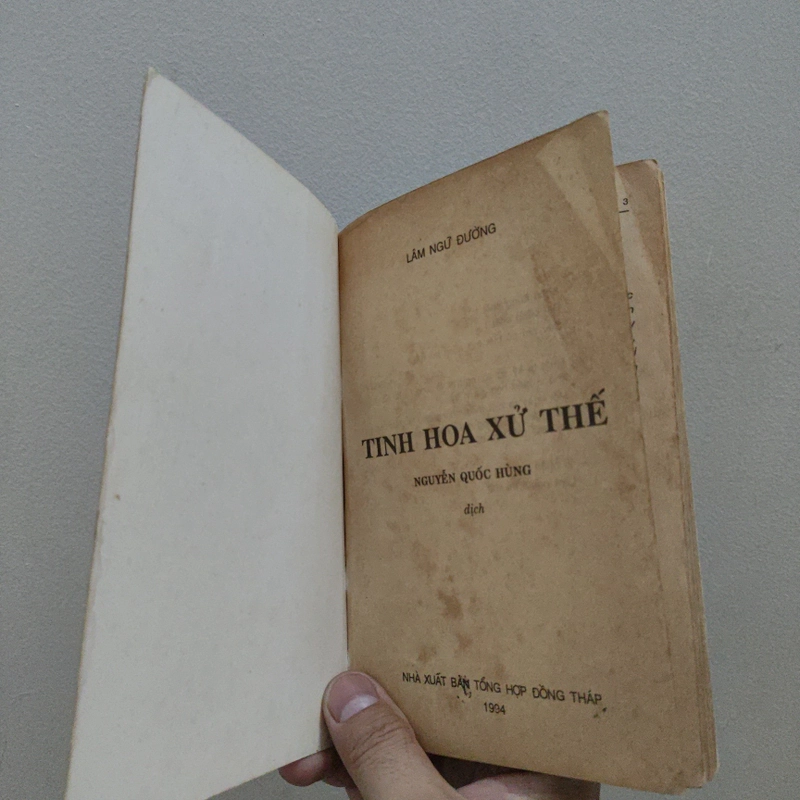 LÂM NGỮ ĐƯỜNG
TINH HOA XỬ THẾ
NGUYỄN QUỐC HÙNG
dịch
NHÀ XUẤT BẢN TỔNG HỢP ĐỒNG THÁP
1994
3